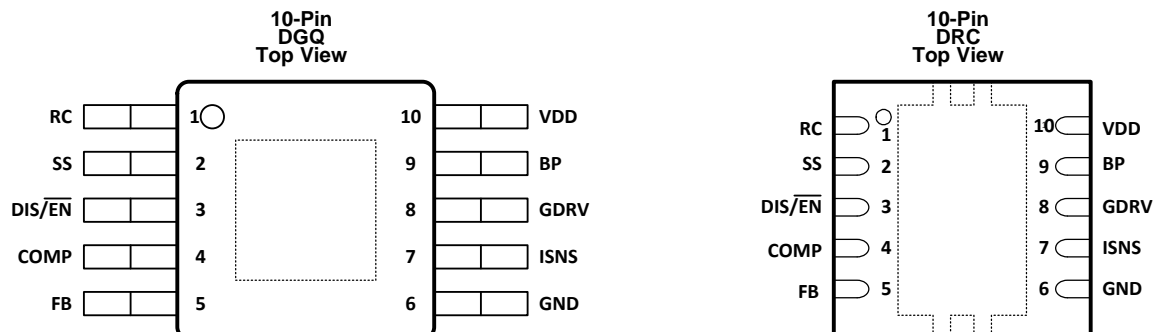 10-Pin
DGQ
Top View
RC 1 10 VDD
SS 2 9 BP
DIS/E̅N̅ 3 8 GDRV
COMP 4 7 ISNS
FB 5 6 GND
10-Pin
DRC
Top View
RC 1 10 VDD
SS 2 9 BP
DIS/E̅N̅ 3 8 GDRV
COMP 4 7 ISNS
FB 5 6 GND